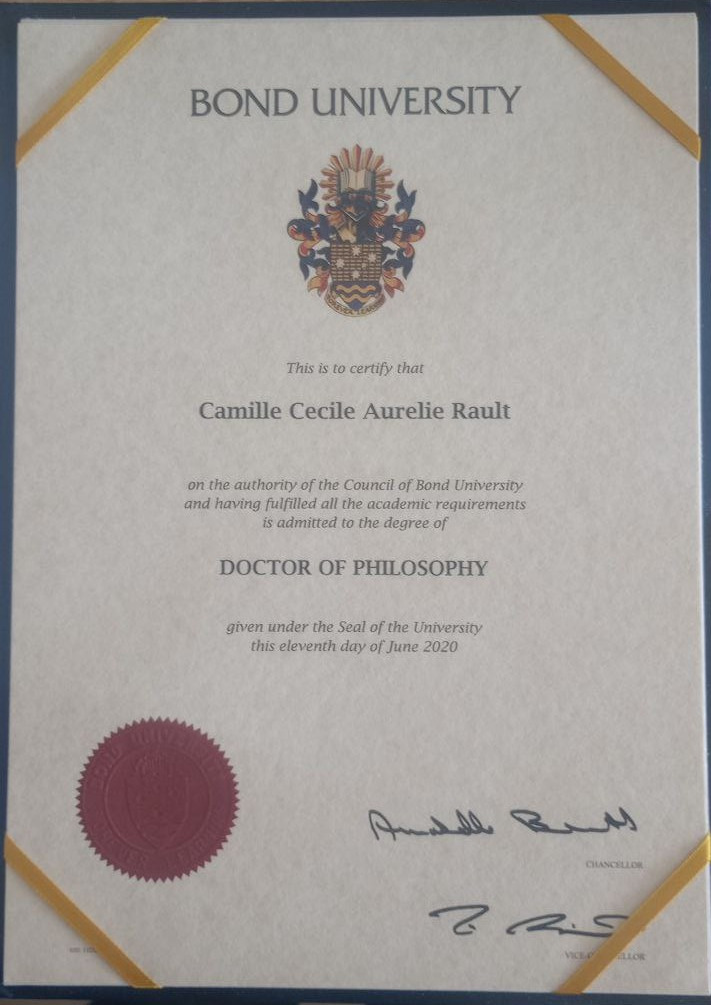 BOND UNIVERSITY
This is to certify that
Camille Cecile Aurelie Rault
on the authority of the Council of Bond University
and having fulfilled all the academic requirements
is admitted to the degree of
DOCTOR OF PHILOSOPHY
given under the Seal of the University
this eleventh day of June 2020
BOND UNIVERSITY
CHANCELLOR